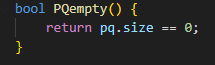 bool PQempty() {
    return pq.size == 0;
}